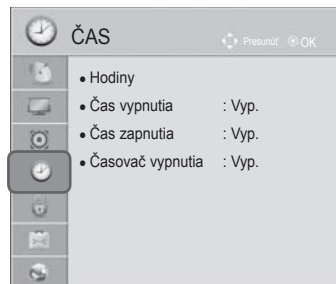 ČAS
Presunúť OK
• Hodiny
• Čas vypnutia : Vyp.
• Čas zapnutia : Vyp.
• Časovač vypnutia : Vyp.